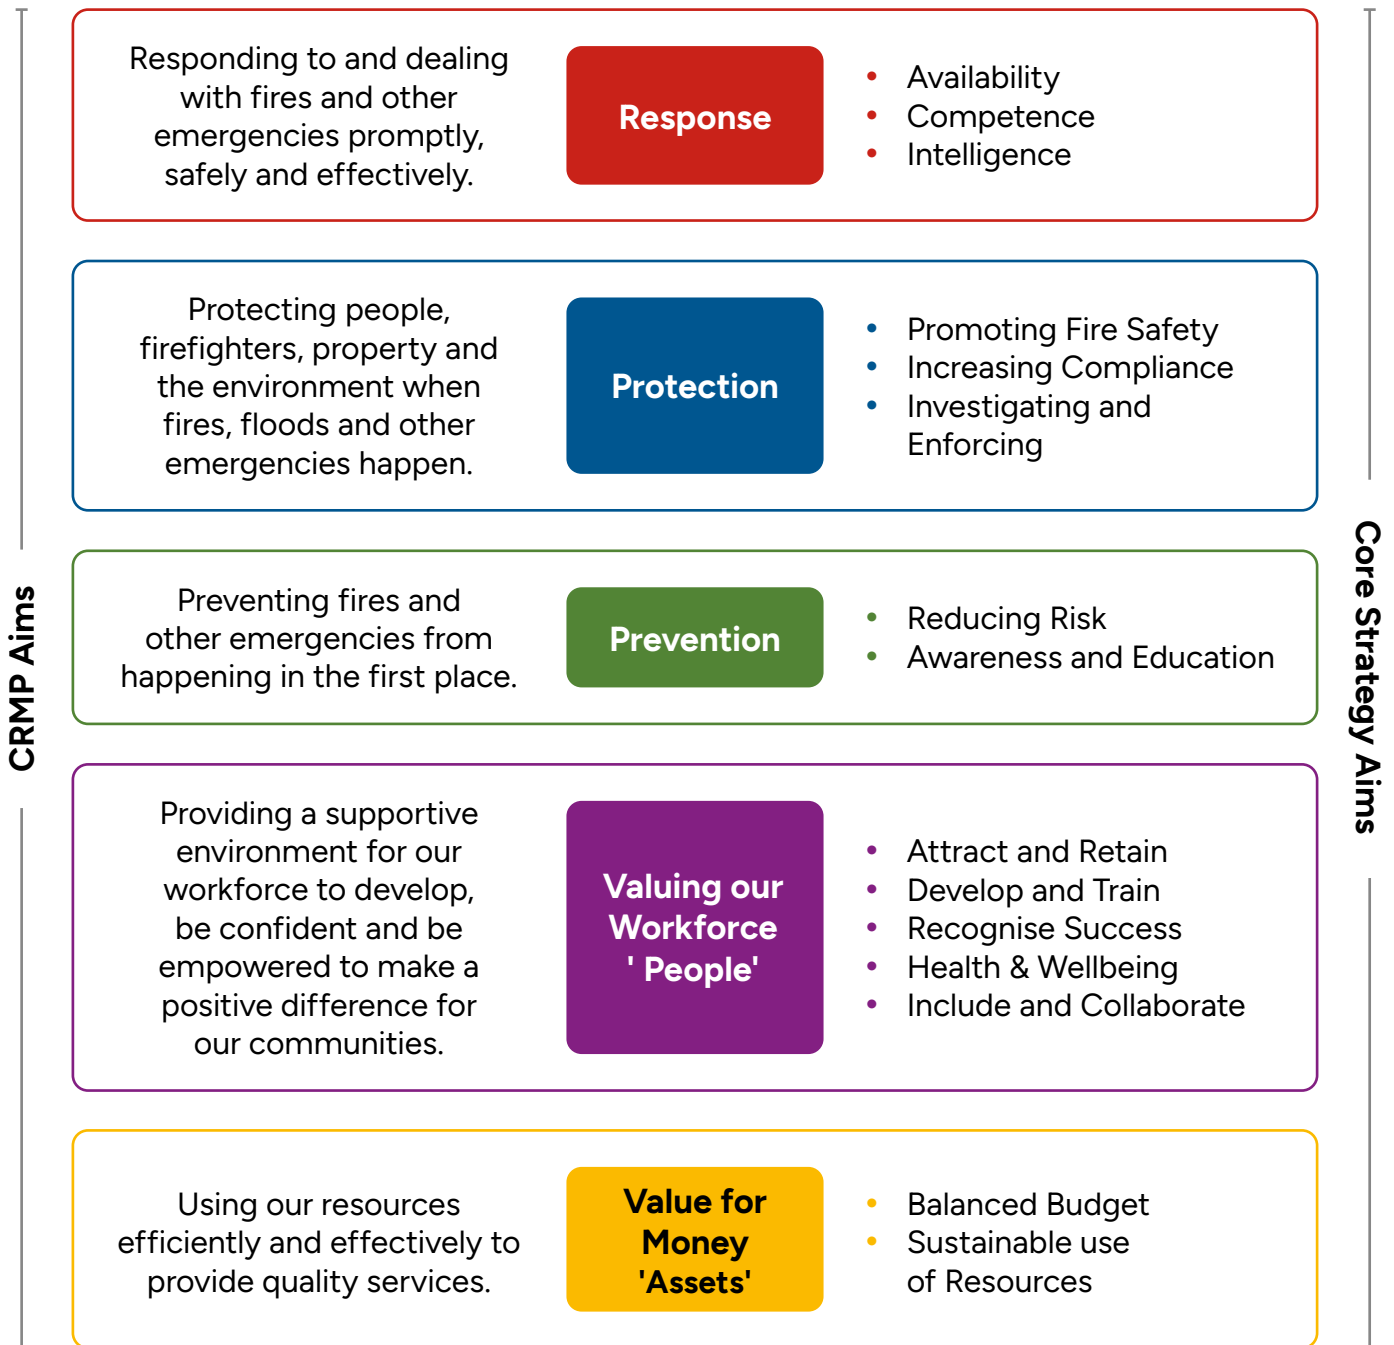 CRMP Aims
Responding to and dealing
with fires and other
emergencies promptly,
safely and effectively.
Response
• Availability
• Competence
• Intelligence
Protecting people,
firefighters, property and
the environment when
fires, floods and other
emergencies happen.
Protection
• Promoting Fire Safety
• Increasing Compliance
• Investigating and
Enforcing
Preventing fires and
other emergencies from
happening in the first place.
Prevention
• Reducing Risk
• Awareness and Education
Providing a supportive
environment for our
workforce to develop,
be confident and be
empowered to make a
positive difference for
our communities.
Valuing our
Workforce
' People'
• Attract and Retain
• Develop and Train
• Recognise Success
• Health & Wellbeing
• Include and Collaborate
Using our resources
efficiently and effectively to
provide quality services.
Value for
Money
'Assets'
• Balanced Budget
• Sustainable use
of Resources
Core Strategy Aims